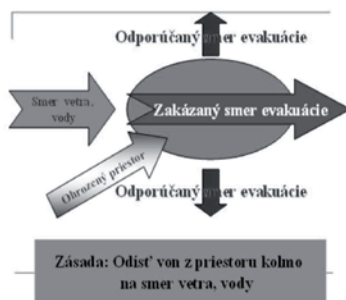 Odporúčaný smer evakuácie
Smer vetra,
vody
Zakázaný smer evakuácie
Ohrozený priestor
Odporúčaný smer evakuácie
Zásada: Odísť von z priestoru kolmo
na smer vetra, vody